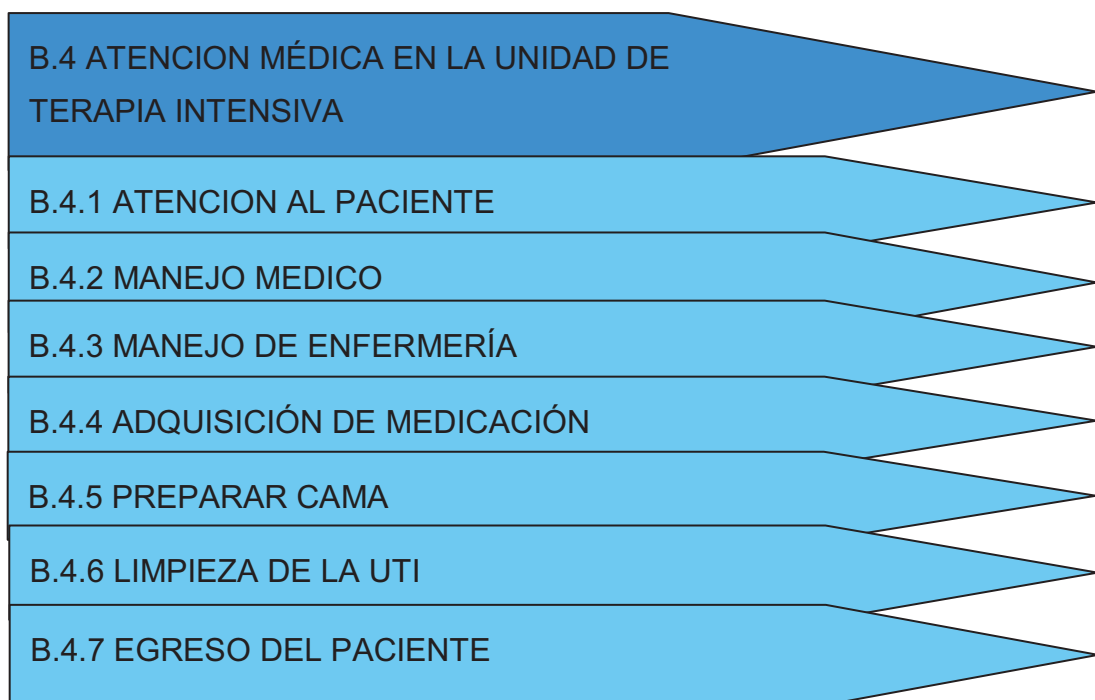 B.4 ATENCION MÉDICA EN LA UNIDAD DE
TERAPIA INTENSIVA
B.4.1 ATENCION AL PACIENTE
B.4.2 MANEJO MEDICO
B.4.3 MANEJO DE ENFERMERÍA
B.4.4 ADQUISICIÓN DE MEDICACIÓN
B.4.5 PREPARAR CAMA
B.4.6 LIMPIEZA DE LA UTI
B.4.7 EGRESO DEL PACIENTE